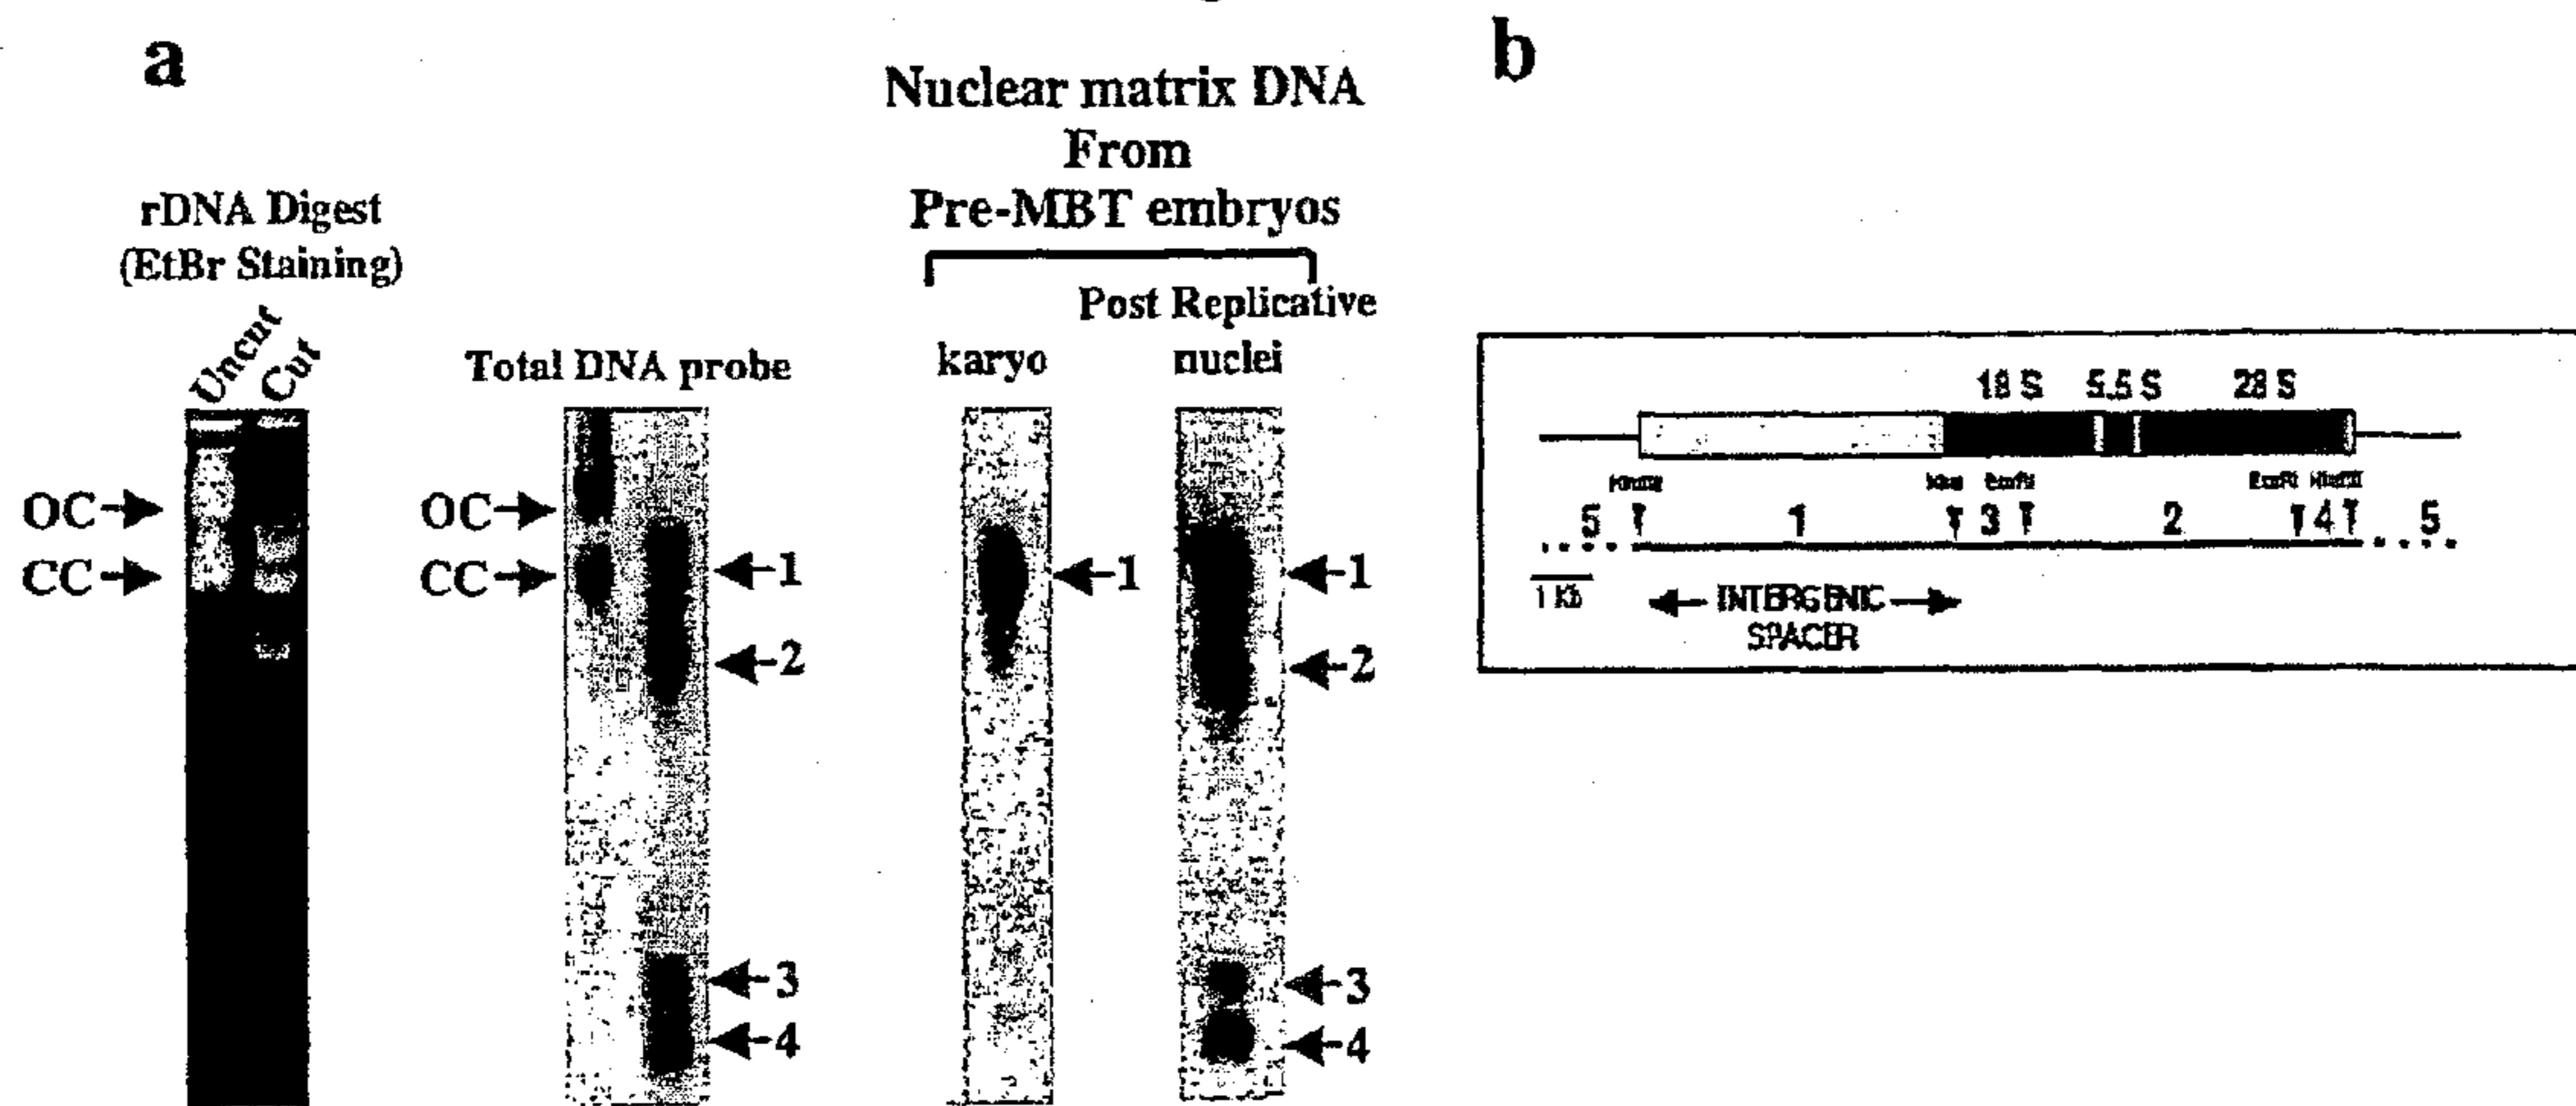 a
rDNA Digest
(EtBr Staining)
Uncut
Cut
OC
CC
Total DNA probe
OC
CC
1
2
3
4
Nuclear matrix DNA
From
Pre-MBT embryos
karyo
1
Post Replicative
nuclei
1
2
3
4
b
18 S 5.5 S 28 S
5 1 3 2 4 5
1 Kb
INTERGENIC
SPACER